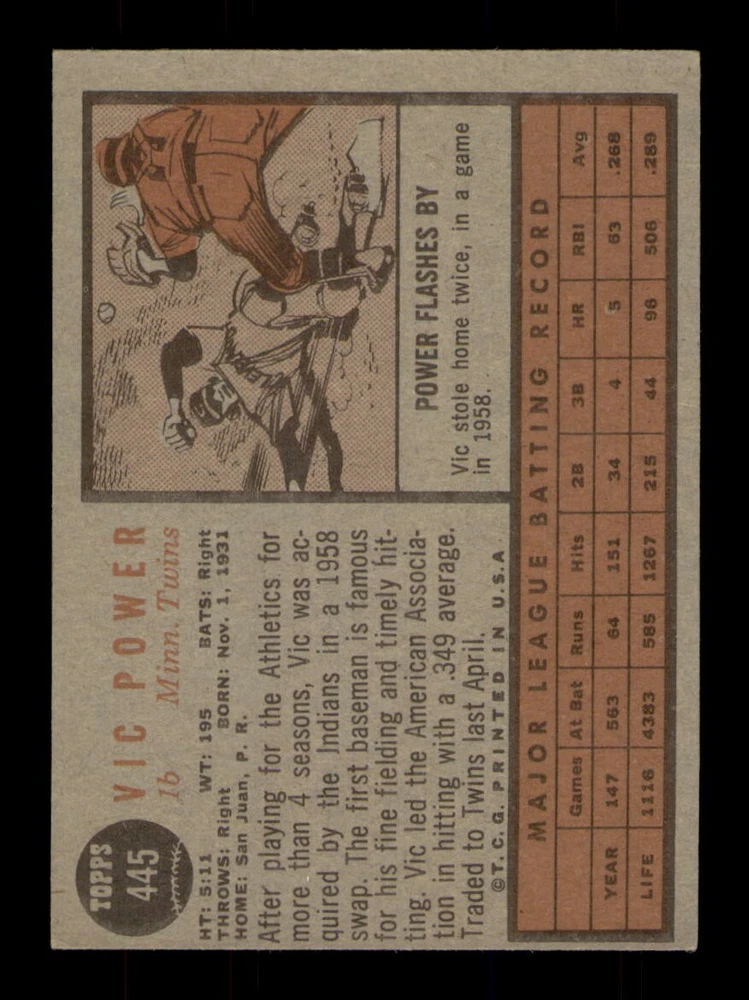 TOPPS
445
VIC POWER
1b Minn. Twins
HT: 5:11 WT: 195 BATS: Right
THROWS: Right BORN: Nov. 1, 1931
HOME: San Juan, P. R.
After playing for the Athletics for
more than 4 seasons, Vic was ac-
quired by the Indians in a 1958
swap. The first baseman is famous
for his fine fielding and timely hit-
ting. Vic led the American Associa-
tion in hitting with a .349 average.
Traded to Twins last April.
©T.C.G. PRINTED IN U.S.A.
POWER FLASHES BY
Vic stole home twice, in a game
in 1958.
MAJOR LEAGUE BATTING RECORD
Games At Bat Runs Hits 2B 3B HR RBI Avg
YEAR 147 563 64 151 34 4 5 63 .268
LIFE 1116 4383 585 1267 215 44 96 506 .289